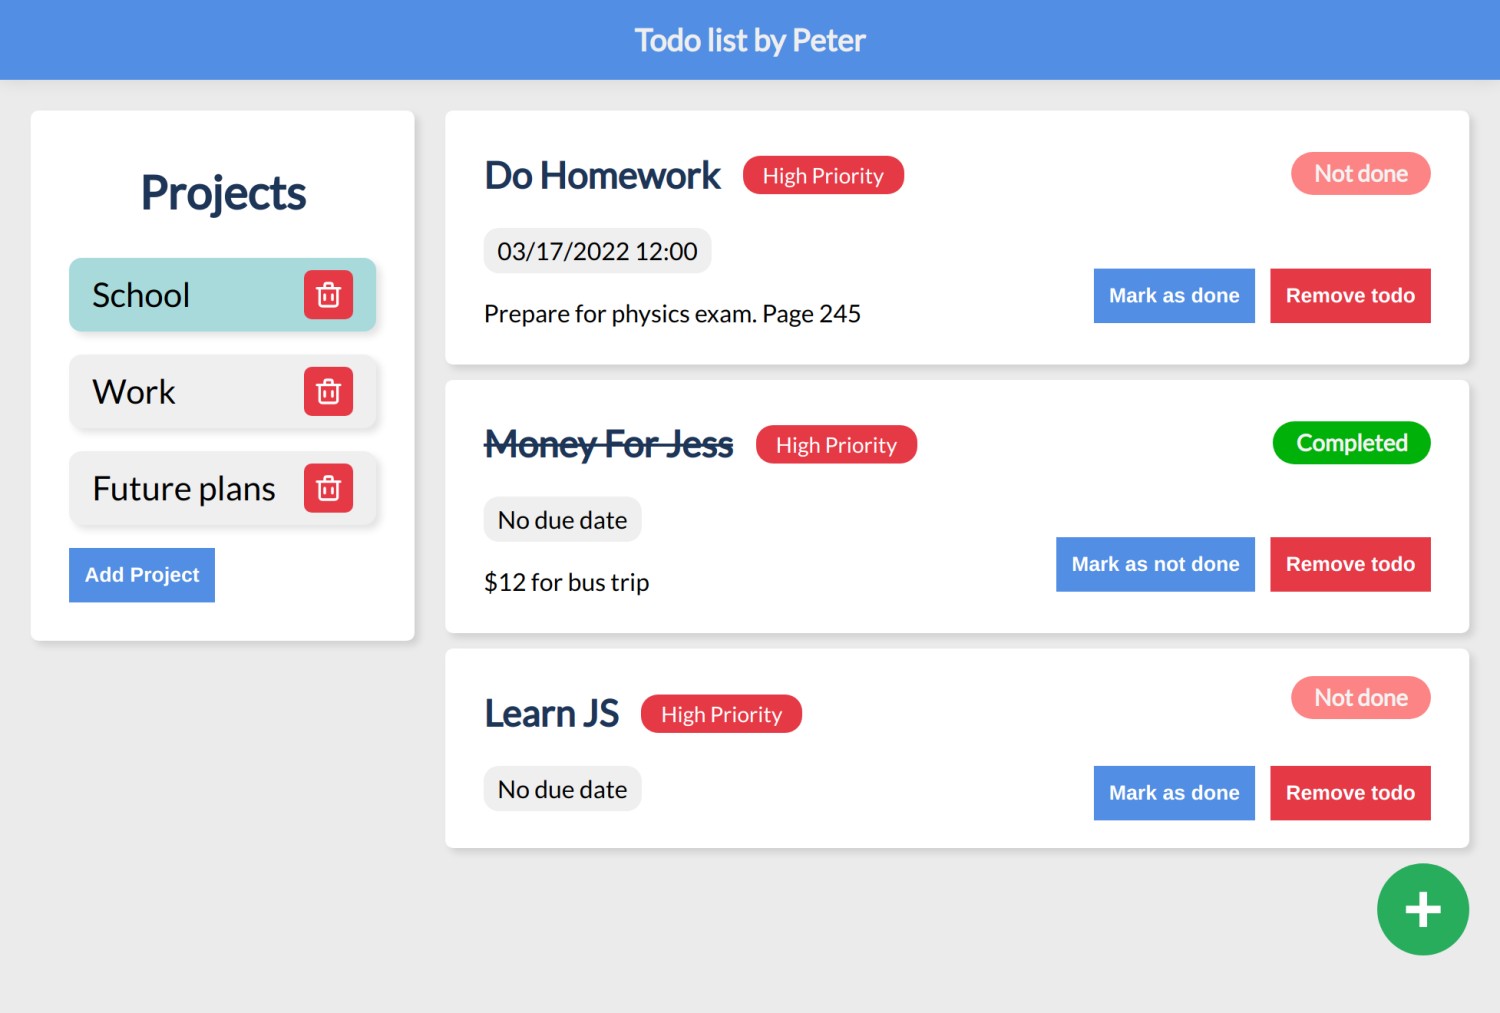 Todo list by Peter
Projects
School
Work
Future plans
Add Project
Do Homework
High Priority
Not done
03/17/2022 12:00
Prepare for physics exam. Page 245
Mark as done
Remove todo
Money For Jess
High Priority
Completed
No due date
$12 for bus trip
Mark as not done
Remove todo
Learn JS
High Priority
Not done
No due date
Mark as done
Remove todo